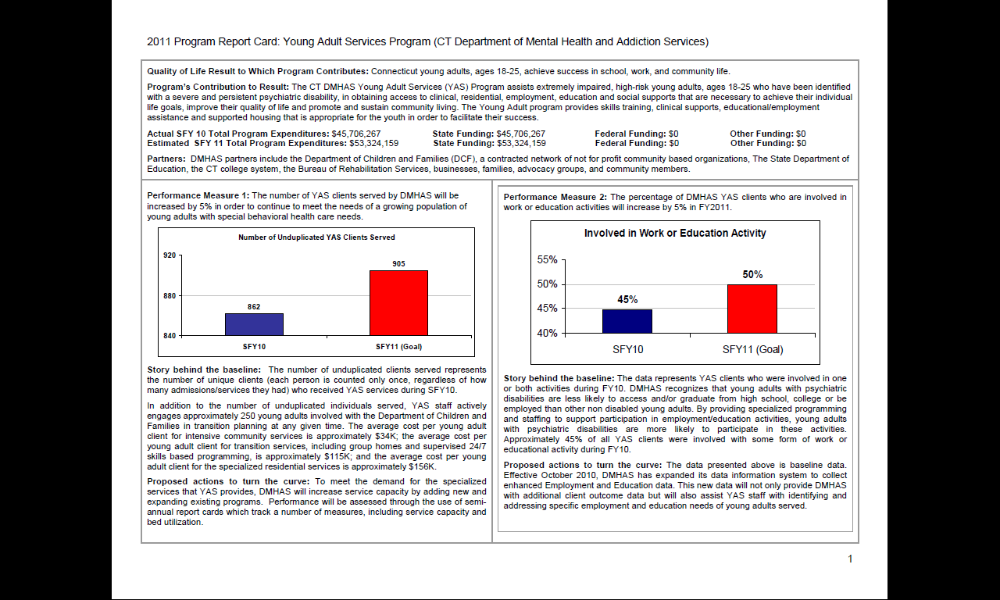 2011 Program Report Card: Young Adult Services Program (CT Department of Mental Health and Addiction Services)
Quality of Life Result to Which Program Contributes: Connecticut young adults, ages 18-25, achieve success in school, work, and community life.
Program's Contribution to Result: The CT DMHAS Young Adult Services (YAS) Program assists extremely impaired, high-risk young adults, ages 18-25 who have been identified
with a severe and persistent psychiatric disability, in obtaining access to clinical, residential, employment, education and social supports that are necessary to achieve their individual
life goals, improve their quality of life and promote and sustain community living. The Young Adult program provides skills training, clinical supports, educational/employment
assistance and supported housing that is appropriate for the youth in order to facilitate their success.
Actual SFY 10 Total Program Expenditures: $45,706,267 State Funding: $45,706,267 Federal Funding: $0 Other Funding: $0
Estimated SFY 11 Total Program Expenditures: $53,324,159 State Funding: $53,324,159 Federal Funding: $0 Other Funding: $0
Partners: DMHAS partners include the Department of Children and Families (DCF), a contracted network of not for profit community based organizations, The State Department of
Education, the CT college system, the Bureau of Rehabilitation Services, businesses, families, advocacy groups, and community members.
Performance Measure 1: The number of YAS clients served by DMHAS will be
increased by 5% in order to continue to meet the needs of a growing population of
young adults with special behavioral health care needs.
Number of Unduplicated YAS Clients Served
920
905
880
862
840
SFY10 SFY11 (Goal)
Story behind the baseline: The number of unduplicated clients served represents
the number of unique clients (each person is counted only once, regardless of how
many admissions/services they had) who received YAS services during SFY10.
In addition to the number of unduplicated individuals served, YAS staff actively
engages approximately 250 young adults involved with the Department of Children and
Families in transition planning at any given time. The average cost per young adult
client for intensive community services is approximately $34K; the average cost per
young adult client for transition services, including group homes and supervised 24/7
skills based programming, is approximately $115K; and the average cost per young
adult client for the specialized residential services is approximately $156K.
Proposed actions to turn the curve: To meet the demand for the specialized
services that YAS provides, DMHAS will increase service capacity by adding new and
expanding existing programs. Performance will be assessed through the use of semi-
annual report cards which track a number of measures, including service capacity and
bed utilization.
Performance Measure 2: The percentage of DMHAS YAS clients who are involved in
work or education activities will increase by 5% in FY2011.
Involved in Work or Education Activity
55%
50%
50%
45%
45%
40%
SFY10 SFY11 (Goal)
Story behind the baseline: The data represents YAS clients who were involved in one
or both activities during FY10. DMHAS recognizes that young adults with psychiatric
disabilities are less likely to access and/or graduate from high school, college or be
employed than other non disabled young adults. By providing specialized programming
and staffing to support participation in employment/education activities, young adults
with psychiatric disabilities are more likely to participate in these activities.
Approximately 45% of all YAS clients were involved with some form of work or
educational activity during FY10.
Proposed actions to turn the curve: The data presented above is baseline data.
Effective October 2010, DMHAS has expanded its data information system to collect
enhanced Employment and Education data. This new data will not only provide DMHAS
with additional client outcome data but will also assist YAS staff with identifying and
addressing specific employment and education needs of young adults served.
1